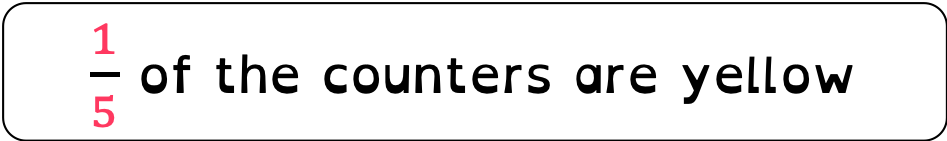 1/5 of the counters are yellow